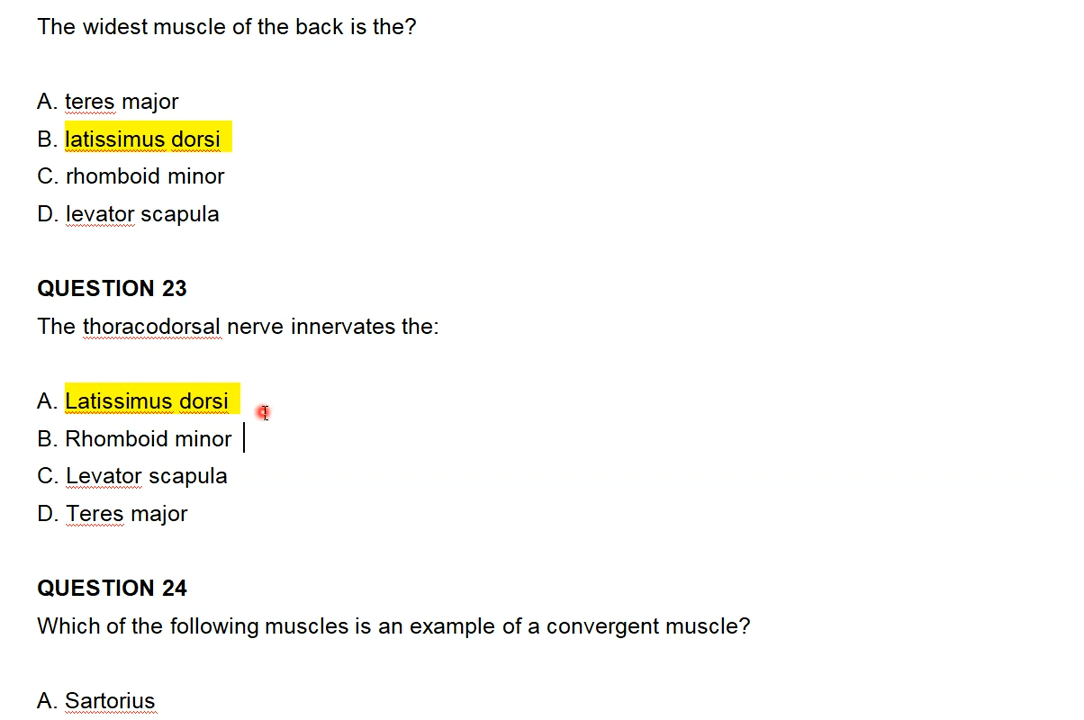 The widest muscle of the back is the?
A. teres major
B. latissimus dorsi
C. rhomboid minor
D. levator scapula
QUESTION 23
The thoracodorsal nerve innervates the:
A. Latissimus dorsi
B. Rhomboid minor
C. Levator scapula
D. Teres major
QUESTION 24
Which of the following muscles is an example of a convergent muscle?
A. Sartorius